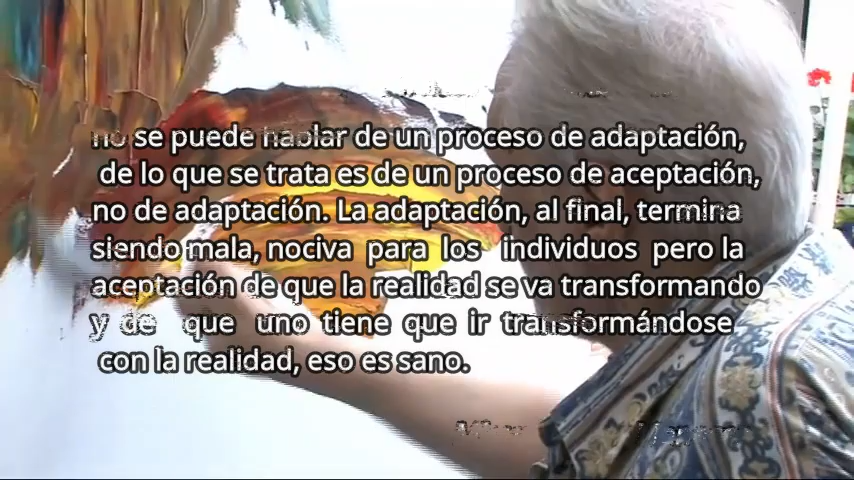 no se puede hablar de un proceso de adaptación,
de lo que se trata es de un proceso de aceptación,
no de adaptación. La adaptación, al final, termina
siendo mala, nociva para los individuos pero la
aceptación de que la realidad se va transformando
y de que uno tiene que ir transformándose
con la realidad, eso es sano.